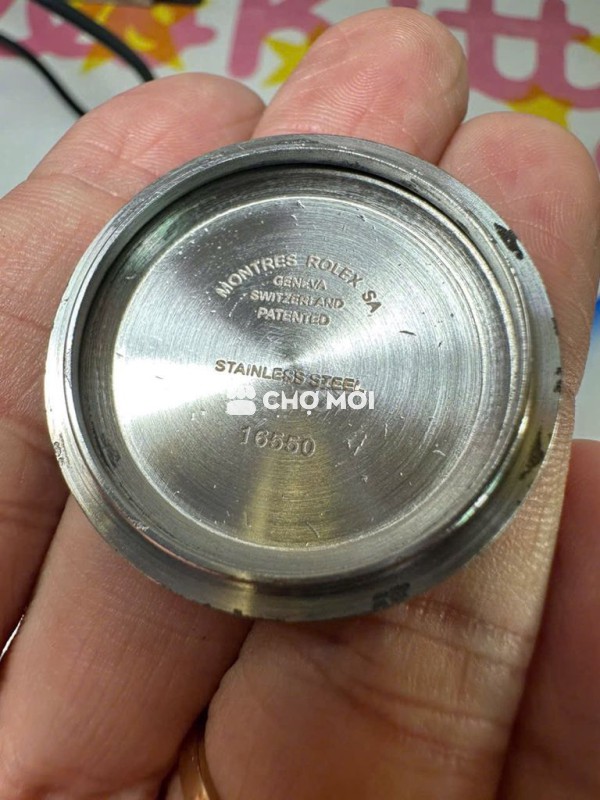 MONTRES ROLEX SA
GENEVA
SWITZERLAND
PATENTED
STAINLESS STEEL
CHỢ MỚI
16550